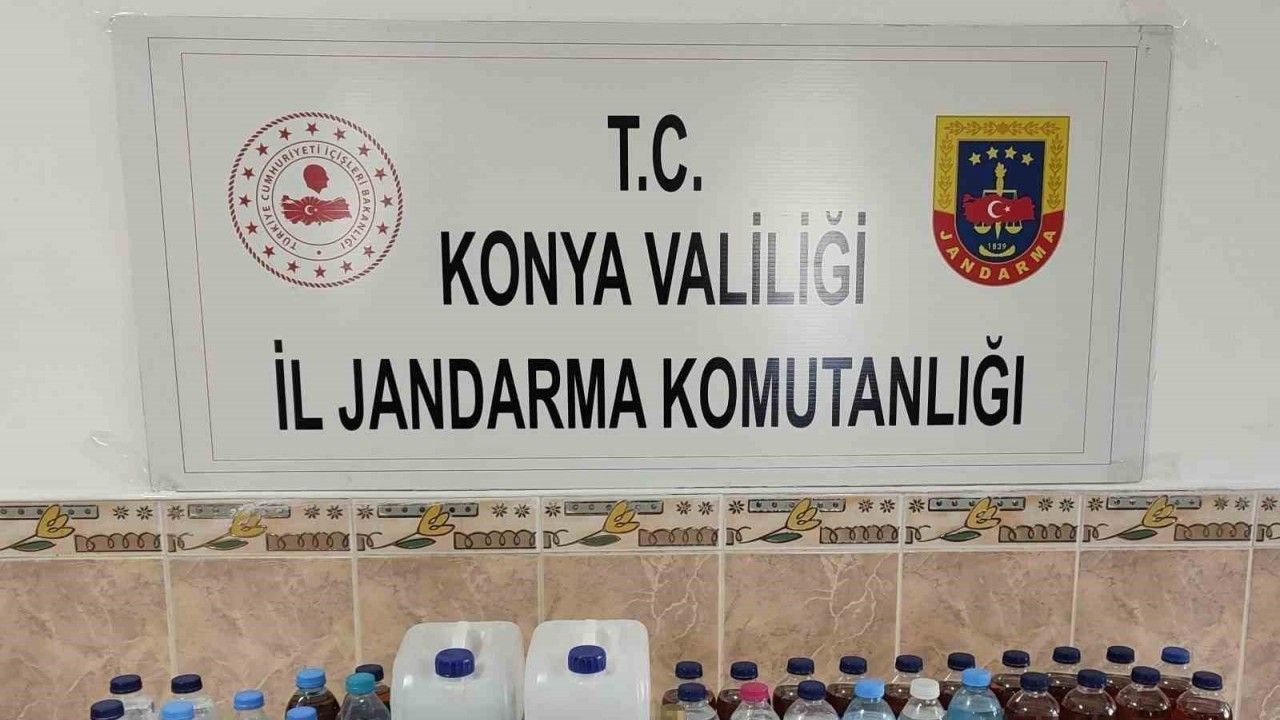 T.C.
KONYA VALİLİĞİ
İL JANDARMA KOMUTANLIĞI
TÜRKİYE CUMHURİYETİ İÇİŞLERİ BAKANLIĞI
1839
JANDARMA